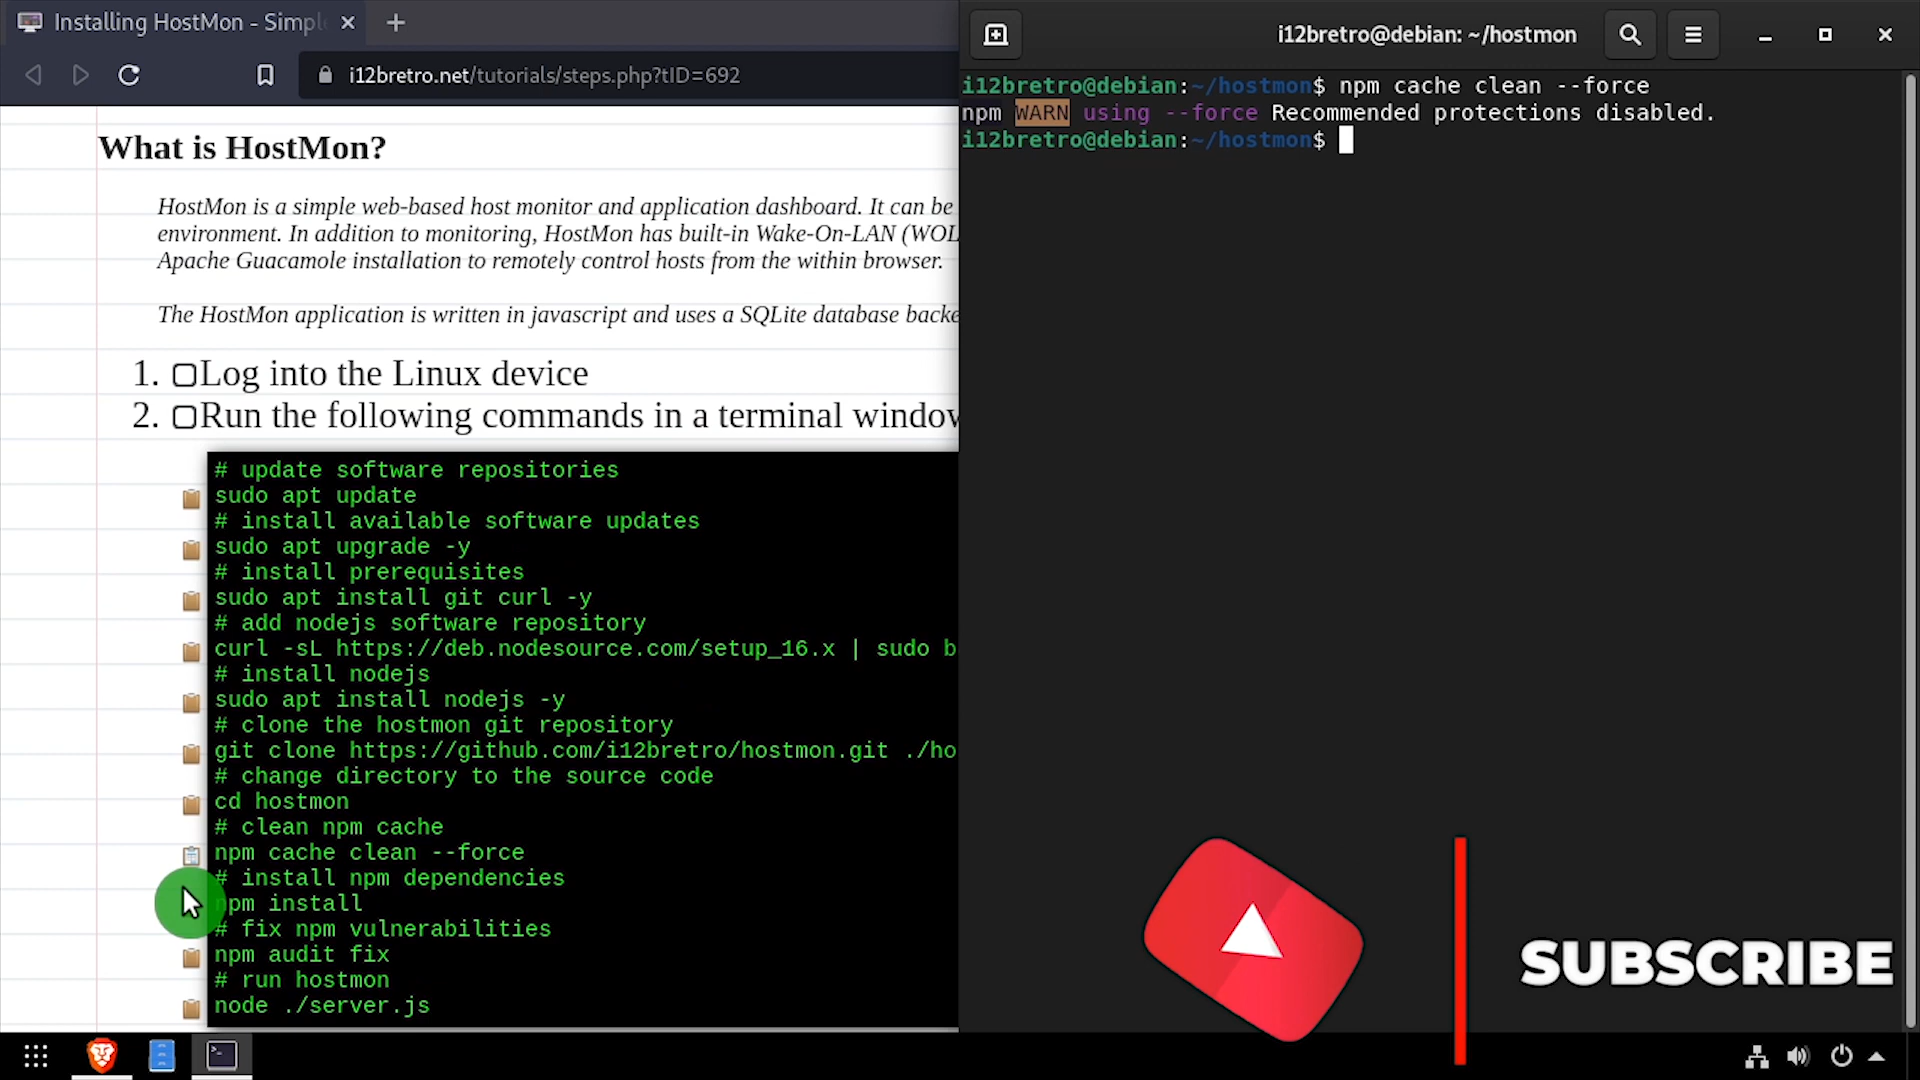 Installing HostMon - Simple
i12bretro.net/tutorials/steps.php?tID=692
What is HostMon?
HostMon is a simple web-based host monitor and application dashboard. It can be
environment. In addition to monitoring, HostMon has built-in Wake-On-LAN (WOL
Apache Guacamole installation to remotely control hosts from the within browser.
The HostMon application is written in javascript and uses a SQLite database backe
1. Log into the Linux device
2. Run the following commands in a terminal window
# update software repositories
sudo apt update
# install available software updates
sudo apt upgrade -y
# install prerequisites
sudo apt install git curl -y
# add nodejs software repository
curl -sL https://deb.nodesource.com/setup_16.x | sudo b
# install nodejs
sudo apt install nodejs -y
# clone the hostmon git repository
git clone https://github.com/i12bretro/hostmon.git ./ho
# change directory to the source code
cd hostmon
# clean npm cache
npm cache clean --force
# install npm dependencies
npm install
# fix npm vulnerabilities
npm audit fix
# run hostmon
node ./server.js
i12bretro@debian: ~/hostmon
i12bretro@debian:~/hostmon$ npm cache clean --force
npm WARN using --force Recommended protections disabled.
i12bretro@debian:~/hostmon$
SUBSCRIBE